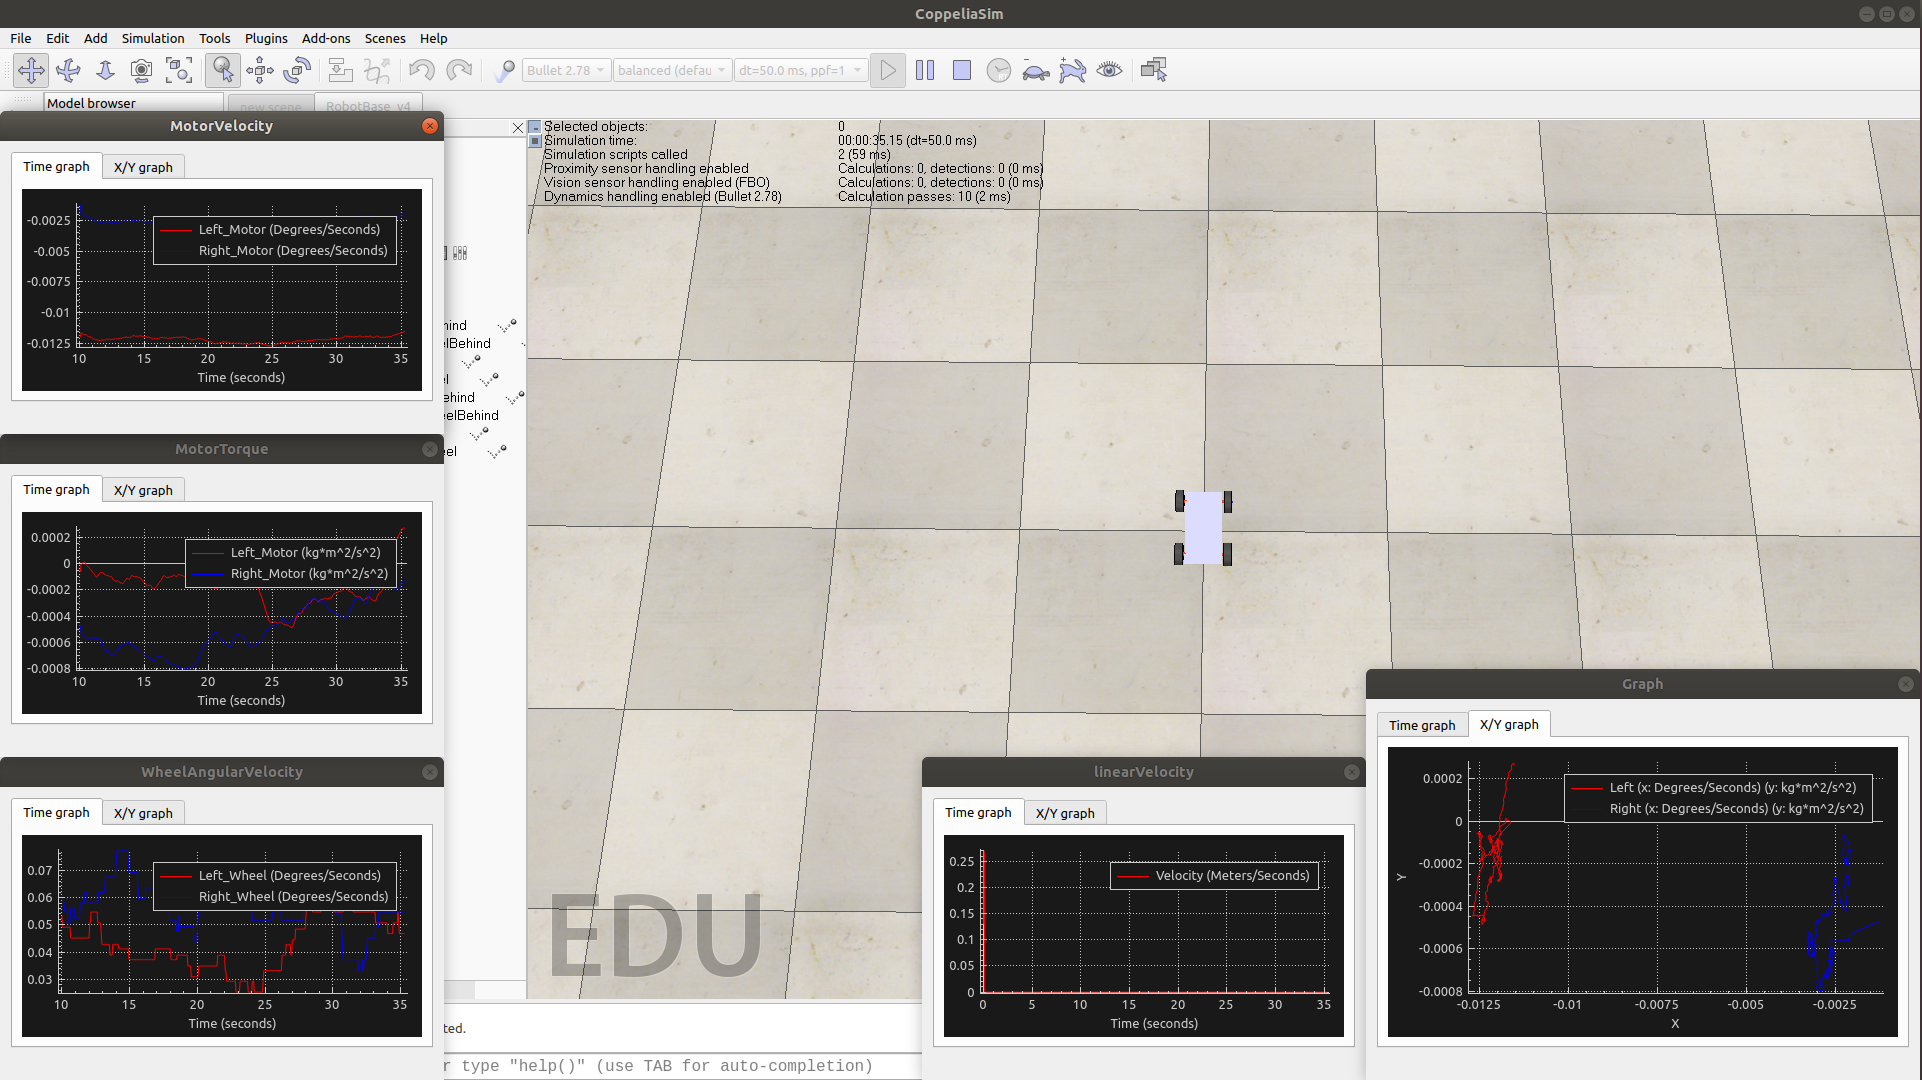 CoppeliaSim
File Edit Add Simulation Tools Plugins Add-ons Scenes Help
Bullet 2.78 balanced (defau dt=50.0 ms, ppf=1
Model browser
new scene RobotBase_v4
MotorVelocity
Time graph X/Y graph
-0.0025
-0.005
-0.0075
-0.01
-0.0125
Left_Motor (Degrees/Seconds)
Right_Motor (Degrees/Seconds)
10 15 20 25 30 35
Time (seconds)
MotorTorque
Time graph X/Y graph
0.0002
0
-0.0002
-0.0004
-0.0006
-0.0008
Left_Motor (kg*m^2/s^2)
Right_Motor (kg*m^2/s^2)
10 15 20 25 30 35
Time (seconds)
WheelAngularVelocity
Time graph X/Y graph
0.07
0.06
0.05
0.04
0.03
Left_Wheel (Degrees/Seconds)
Right_Wheel (Degrees/Seconds)
10 15 20 25 30 35
Time (seconds)
hind
elBehind
el
ehind
eelBehind
eel
Selected objects: 0
Simulation time: 00:00:35.15 (dt=50.0 ms)
Simulation scripts called 2 (59 ms)
Proximity sensor handling enabled Calculations: 0, detections: 0 (0 ms)
Vision sensor handling enabled (FBO) Calculations: 0, detections: 0 (0 ms)
Dynamics handling enabled (Bullet 2.78) Calculation passes: 10 (2 ms)
EDU
ted.
r type "help()" (use TAB for auto-completion)
linearVelocity
Time graph X/Y graph
0.25
0.2
0.15
0.1
0.05
0
Velocity (Meters/Seconds)
0 5 10 15 20 25 30 35
Time (seconds)
Graph
Time graph X/Y graph
0.0002
0
-0.0002
-0.0004
-0.0006
-0.0008
Y
Left (x: Degrees/Seconds) (y: kg*m^2/s^2)
Right (x: Degrees/Seconds) (y: kg*m^2/s^2)
-0.0125 -0.01 -0.0075 -0.005 -0.0025
X